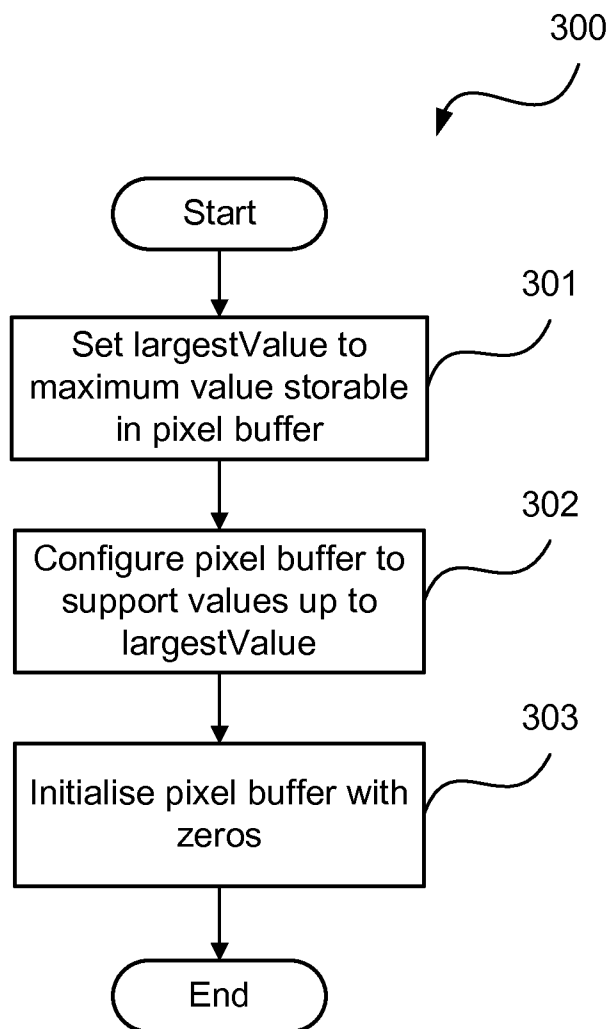 300
Start
301
Set largestValue to
maximum value storable
in pixel buffer
302
Configure pixel buffer to
support values up to
largestValue
303
Initialise pixel buffer with
zeros
End